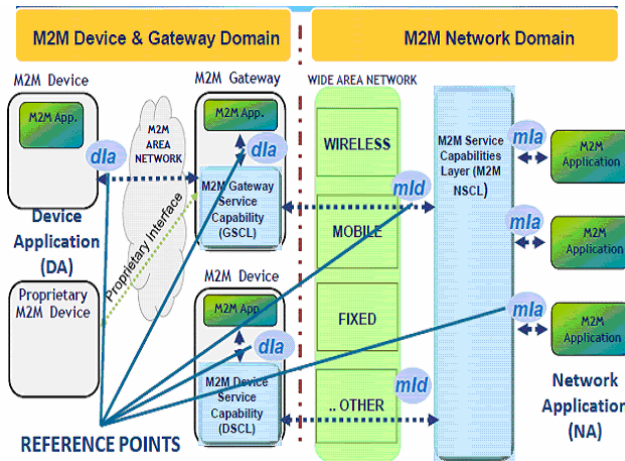 M2M Device & Gateway Domain
M2M Network Domain
M2M Device
M2M App.
dIa
Device
Application
(DA)
Proprietary
M2M Device
M2M
AREA
NETWORK
Proprietary Interface
M2M Gateway
M2M App.
dIa
M2M Gateway
Service
Capability
(GSCL)
M2M Device
M2M App.
dIa
M2M Device
Service
Capability
(DSCL)
REFERENCE POINTS
WIDE AREA NETWORK
WIRELESS
MOBILE
FIXED
.. OTHER
mId
mId
M2M Service
Capabilities
Layer (M2M
NSCL)
mIa
M2M
Application
mIa
M2M
Application
mIa
M2M
Application
Network
Application
(NA)